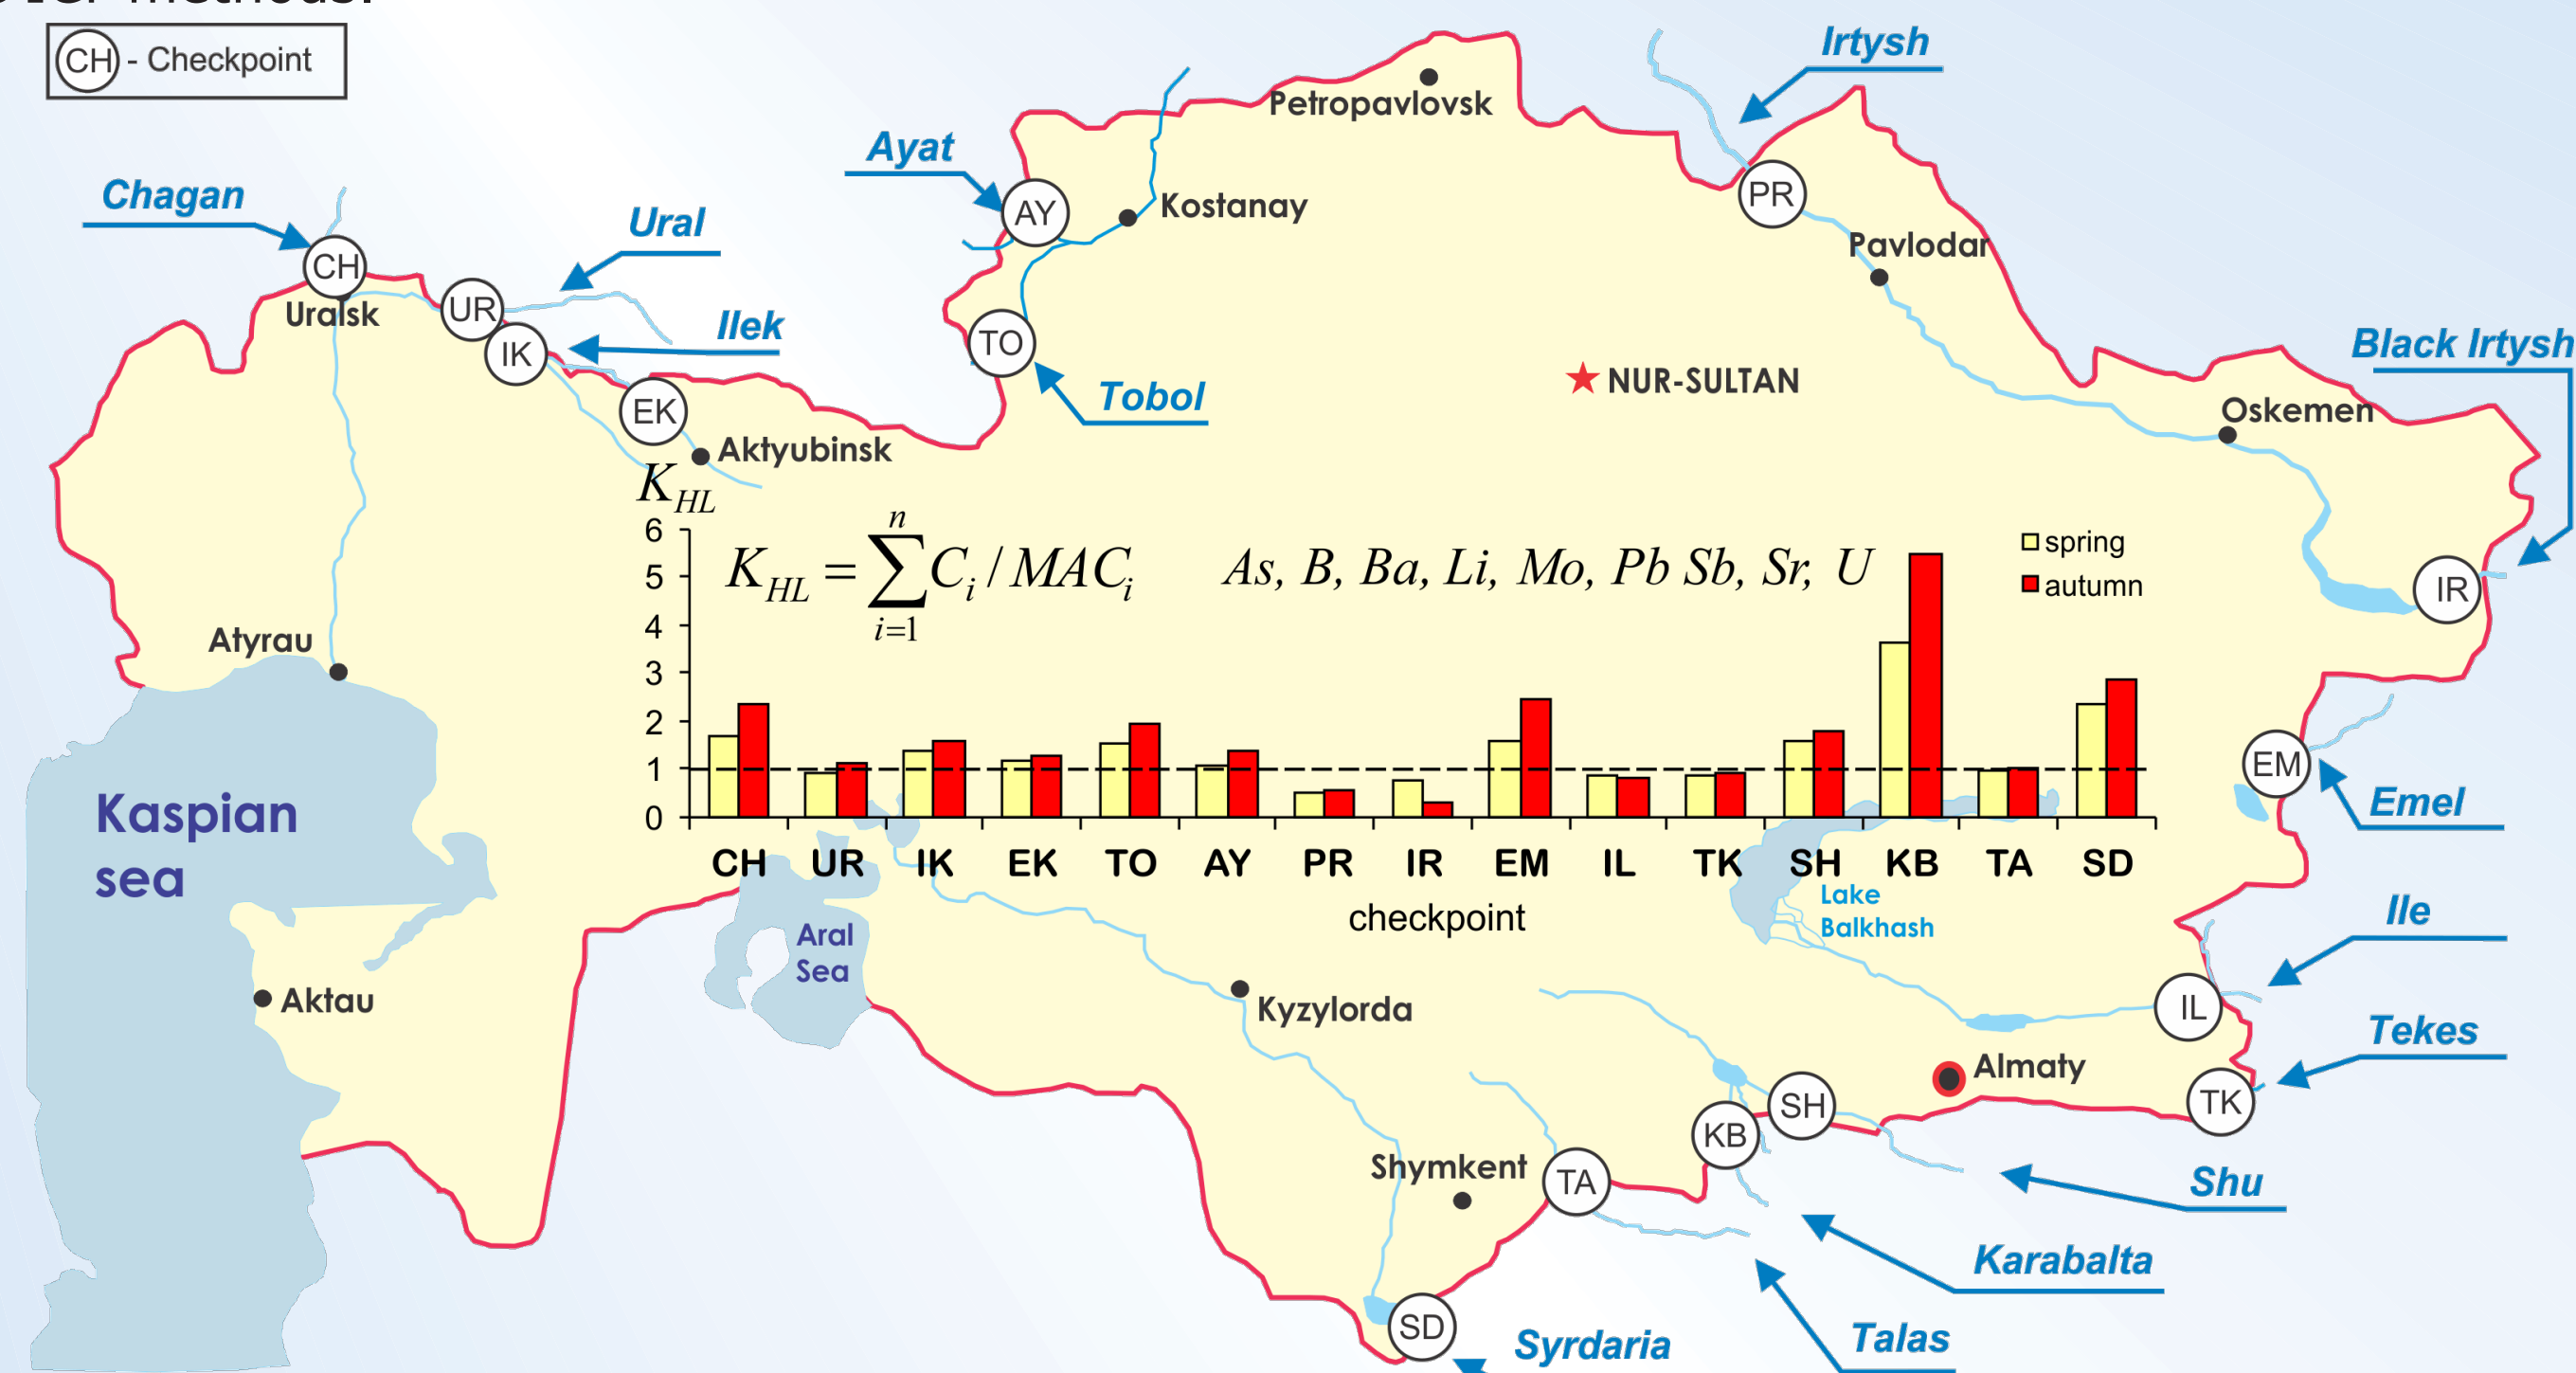 CH - Checkpoint
Irtysh
Petropavlovsk
Ayat
AY
Kostanay
PR
Pavlodar
Chagan
CH
Uralsk
Ural
UR
Ilek
IK
EK
Aktyubinsk
TO
Tobol
NUR-SULTAN
Black Irtysh
Oskemen
IR
K HL
6
5
4
3
2
1
0
K HL = n ∑ i=1 C i / MAC i
As, B, Ba, Li, Mo, Pb Sb, Sr, U
spring
autumn
CH UR IK EK TO AY PR IR EM IL TK SH KB TA SD
checkpoint
Atyrau
Kaspian
sea
Aktau
Aral
Sea
Kyzylorda
Lake
Balkhash
EM
Emel
Ile
IL
Tekes
TK
Almaty
SH
KB
Shu
Shymkent
TA
Karabalta
Talas
SD
Syrdaria